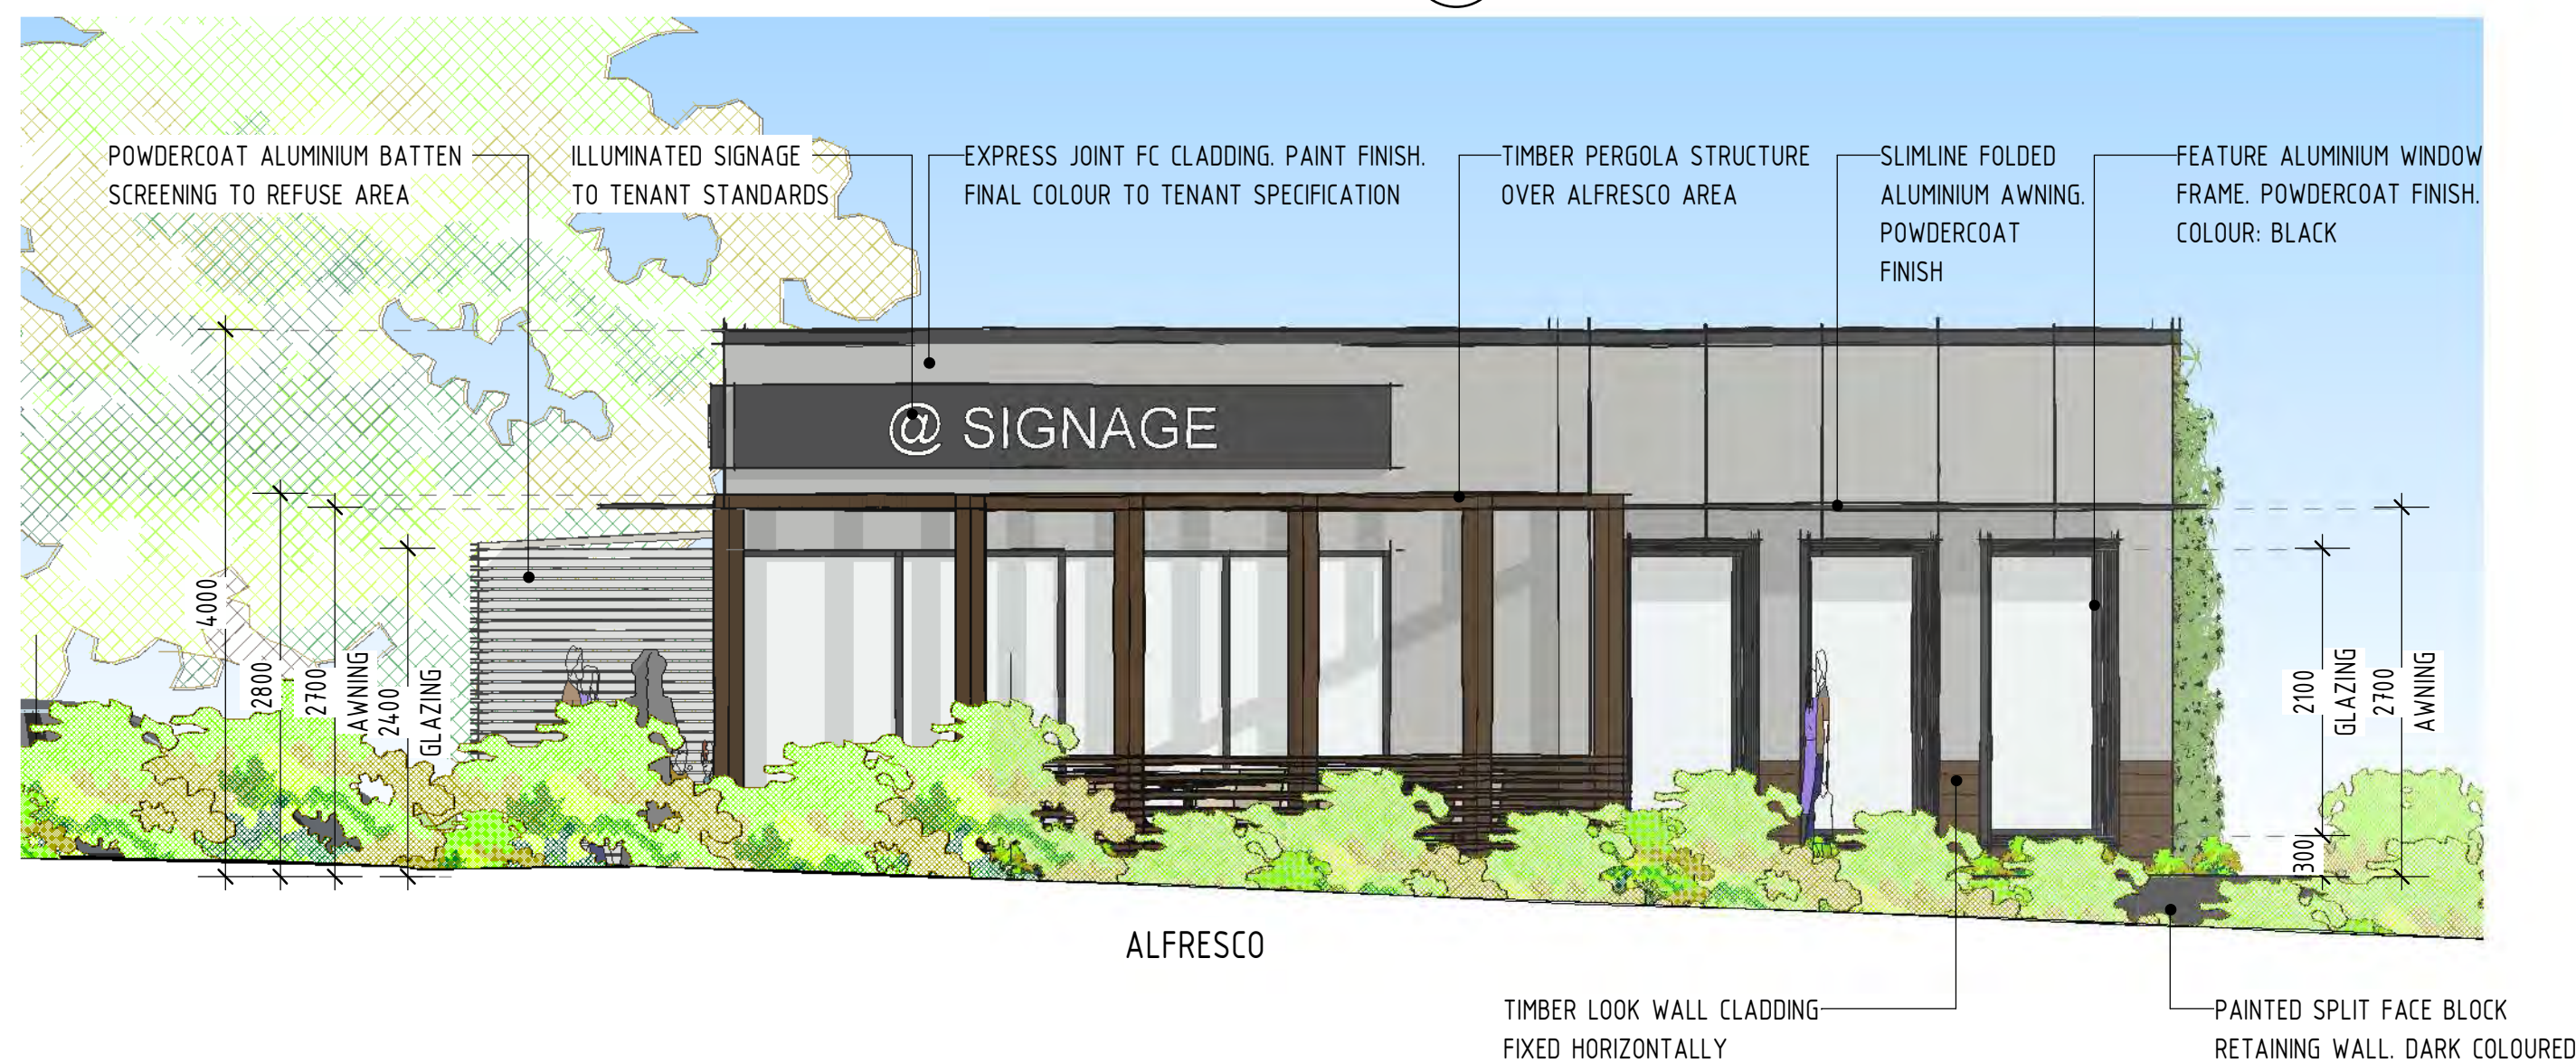 POWDERCOAT ALUMINIUM BATTEN
SCREENING TO REFUSE AREA
ILLUMINATED SIGNAGE
TO TENANT STANDARDS
EXPRESS JOINT FC CLADDING. PAINT FINISH.
FINAL COLOUR TO TENANT SPECIFICATION
TIMBER PERGOLA STRUCTURE
OVER ALFRESCO AREA
SLIMLINE FOLDED
ALUMINIUM AWNING.
POWDERCOAT
FINISH
FEATURE ALUMINIUM WINDOW
FRAME. POWDERCOAT FINISH.
COLOUR: BLACK
@ SIGNAGE
4000
2800
2700
AWNING
2400
GLAZING
2100
GLAZING
2700
AWNING
300
ALFRESCO
TIMBER LOOK WALL CLADDING
FIXED HORIZONTALLY
PAINTED SPLIT FACE BLOCK
RETAINING WALL. DARK COLOURED